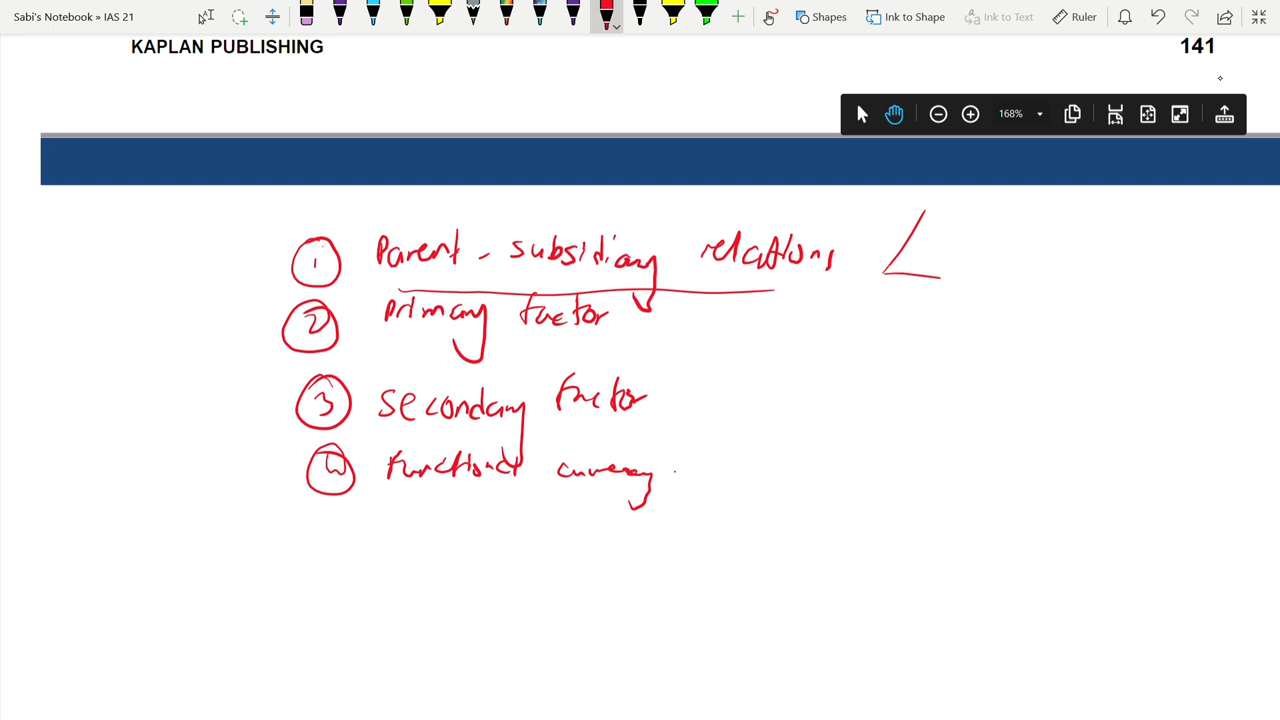 Sabi's Notebook » IAS 21
Shapes
Ink to Shape
Ink to Text
Ruler
KAPLAN PUBLISHING
141
168%
1 Parent - subsidiary relations
2 primary factor
3 secondary factor
4 functional currency